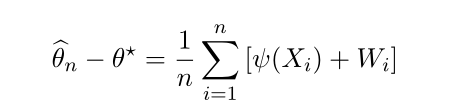 $\widehat{\theta}_n - \theta^\star = \frac{1}{n} \sum_{i=1}^{n} [\psi(X_i) + W_i]$